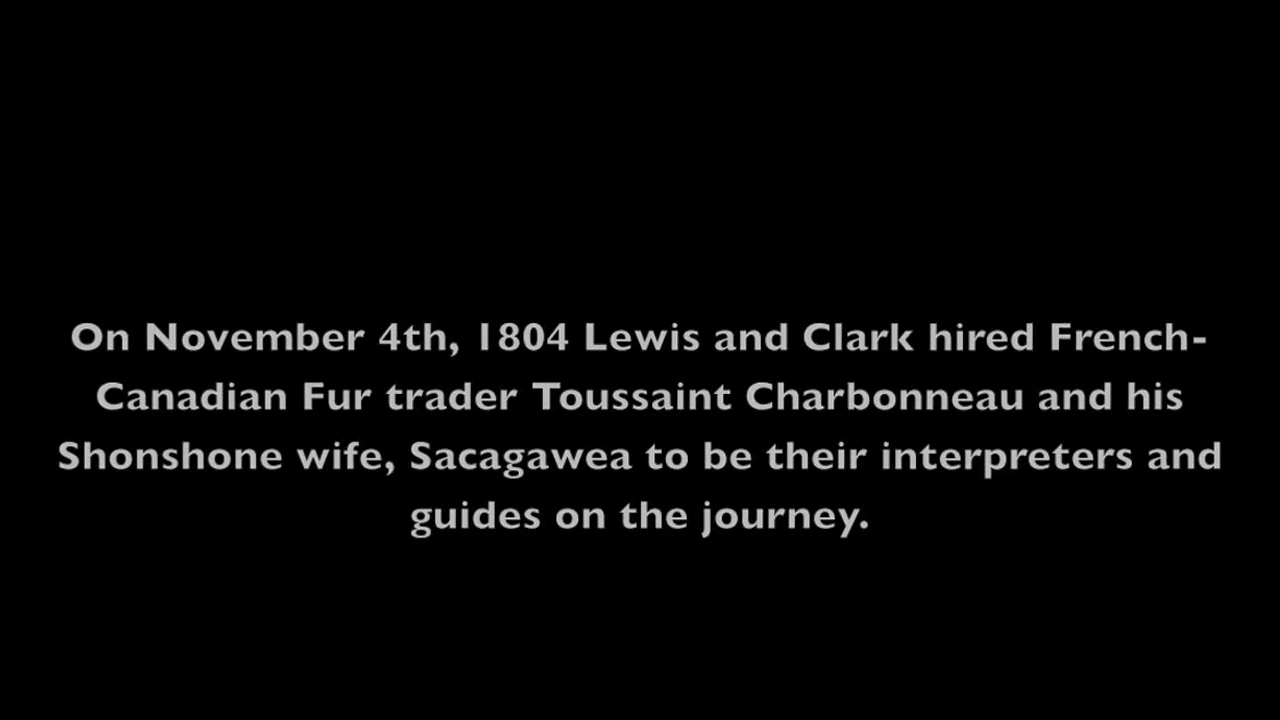 On November 4th, 1804 Lewis and Clark hired French-
Canadian Fur trader Toussaint Charbonneau and his
Shonshone wife, Sacagawea to be their interpreters and
guides on the journey.